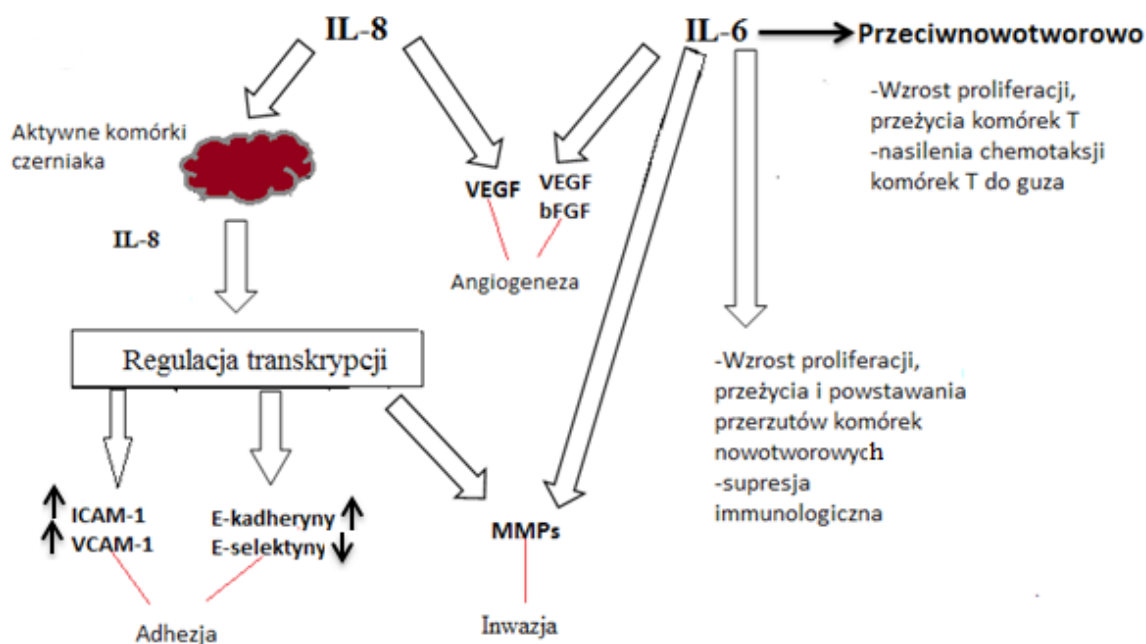 IL-8
IL-6
Przeciwnowotworowo
-Wzrost proliferacji,
przeżycia komórek T
-nasilenia chemotaksji
komórek T do guza
Aktywne komórki
czerniaka
VEGF
VEGF
bFGF
IL-8
Angiogeneza
Regulacja transkrypcji
-Wzrost proliferacji,
przeżycia i powstawania
przerzutów komórek
nowotworowych
-supresja
immunologiczna
ICAM-1
VCAM-1
E-kadheryny
E-selektyny
MMPs
Adhezja
Inwazja